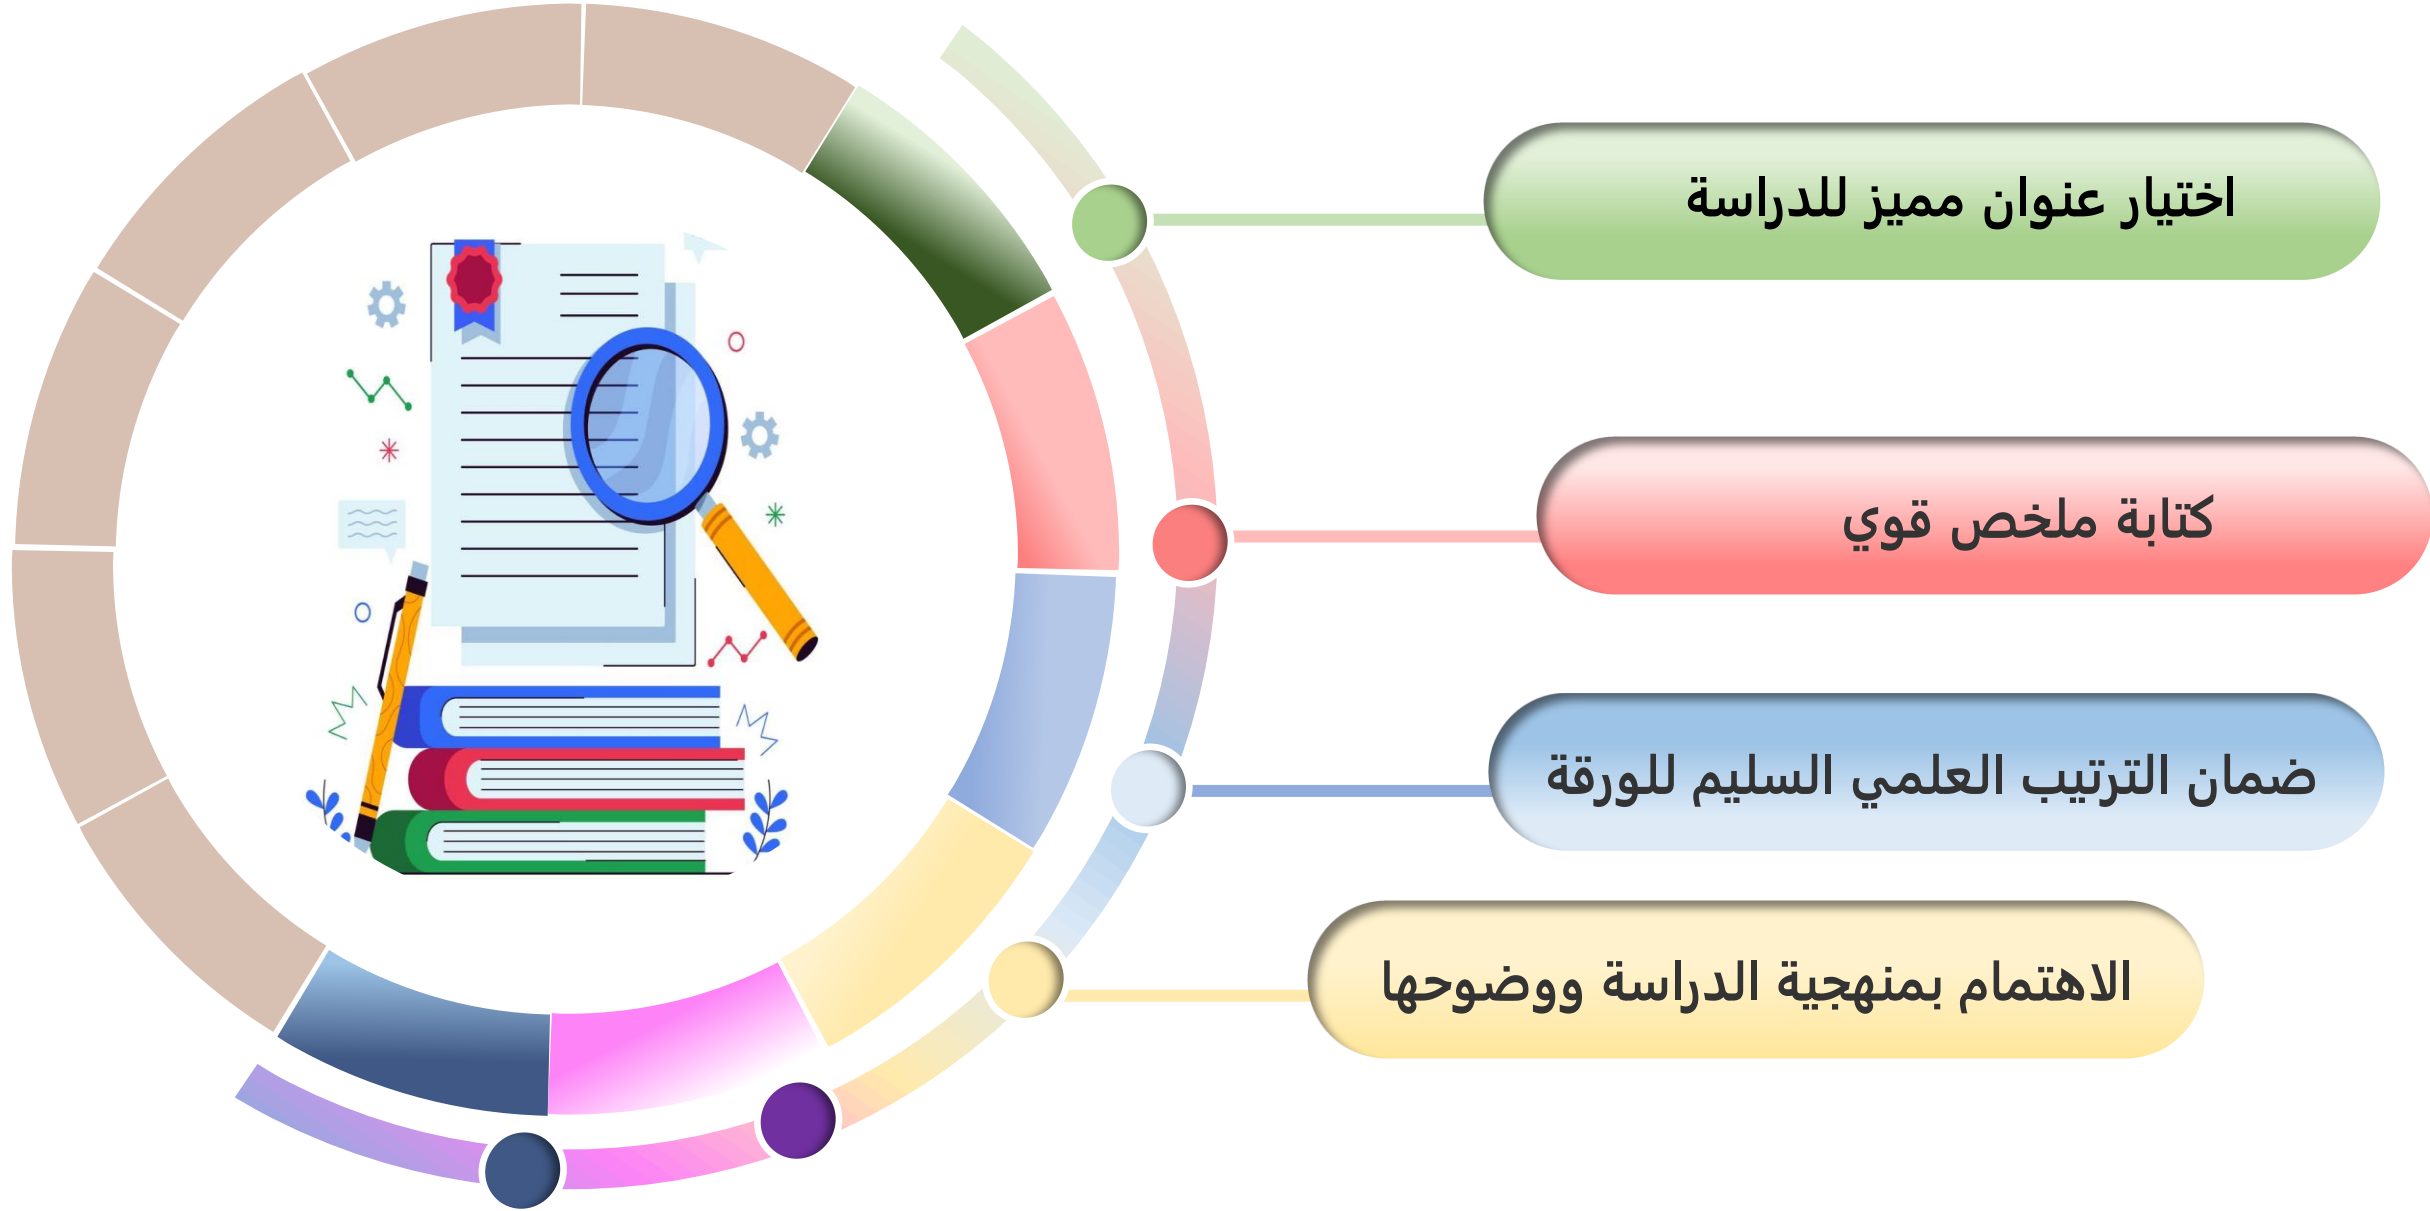 اختيار عنوان مميز للدراسة
كتابة ملخص قوي
ضمان الترتيب العلمي السليم للورقة
الاهتمام بمنهجية الدراسة ووضوحها